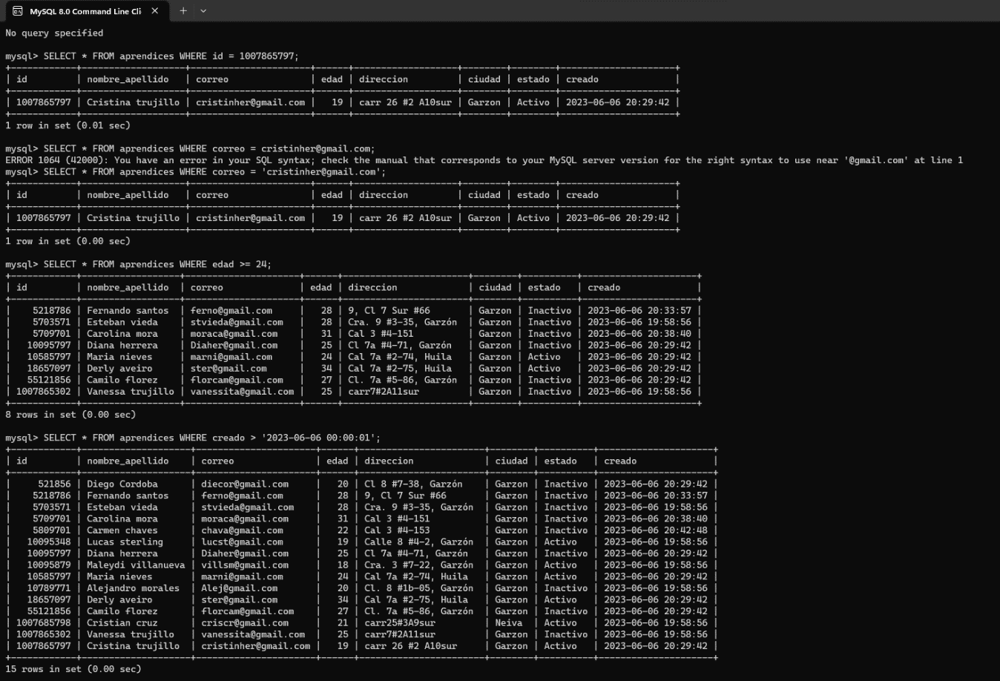 MySQL 8.0 Command Line Cli
No query specified
mysql> SELECT * FROM aprendices WHERE id = 1007865797;
| id | nombre_apellido | correo | edad | direccion | ciudad | estado | creado |
| 1007865797 | Cristina trujillo | cristinher@gmail.com | 19 | carr 26 #2 A10sur | Garzon | Activo | 2023-06-06 20:29:42 |
1 row in set (0.01 sec)
mysql> SELECT * FROM aprendices WHERE correo = cristinher@gmail.com;
ERROR 1064 (42000): You have an error in your SQL syntax; check the manual that corresponds to your MySQL server version for the right syntax to use near '@gmail.com' at line 1
mysql> SELECT * FROM aprendices WHERE correo = 'cristinher@gmail.com';
| id | nombre_apellido | correo | edad | direccion | ciudad | estado | creado |
| 1007865797 | Cristina trujillo | cristinher@gmail.com | 19 | carr 26 #2 A10sur | Garzon | Activo | 2023-06-06 20:29:42 |
1 row in set (0.00 sec)
mysql> SELECT * FROM aprendices WHERE edad >= 24;
| id | nombre_apellido | correo | edad | direccion | ciudad | estado | creado |
| 5218786 | Fernando santos | ferno@gmail.com | 28 | 9, Cl 7 Sur #66 | Garzon | Inactivo | 2023-06-06 20:33:57 |
| 5703571 | Esteban vieda | stvieda@gmail.com | 28 | Cra. 9 #3-35, Garzón | Garzon | Inactivo | 2023-06-06 19:58:56 |
| 5709701 | Carolina mora | moraca@gmail.com | 31 | Cal 3 #4-151 | Garzon | Inactivo | 2023-06-06 20:38:40 |
| 10095797 | Diana herrera | Diaher@gmail.com | 25 | Cl 7a #4-71, Garzón | Garzon | Inactivo | 2023-06-06 20:29:42 |
| 10585797 | Maria nieves | marni@gmail.com | 24 | Cal 7a #2-74, Huila | Garzon | Activo | 2023-06-06 20:29:42 |
| 18657097 | Derly aveiro | ster@gmail.com | 34 | Cal 7a #2-75, Huila | Garzon | Activo | 2023-06-06 20:29:42 |
| 55121856 | Camilo florez | florcam@gmail.com | 27 | Cl. 7a #5-86, Garzón | Garzon | Inactivo | 2023-06-06 20:29:42 |
| 1007865302 | Vanessa trujillo | vanessita@gmail.com | 25 | carr7#2A11sur | Garzon | Inactivo | 2023-06-06 19:58:56 |
8 rows in set (0.00 sec)
mysql> SELECT * FROM aprendices WHERE creado > '2023-06-06 00:00:01';
| id | nombre_apellido | correo | edad | direccion | ciudad | estado | creado |
| 521856 | Diego Cordoba | diecor@gmail.com | 20 | Cl 8 #7-38, Garzón | Garzon | Inactivo | 2023-06-06 20:29:42 |
| 5218786 | Fernando santos | ferno@gmail.com | 28 | 9, Cl 7 Sur #66 | Garzon | Inactivo | 2023-06-06 20:33:57 |
| 5703571 | Esteban vieda | stvieda@gmail.com | 28 | Cra. 9 #3-35, Garzón | Garzon | Inactivo | 2023-06-06 19:58:56 |
| 5709701 | Carolina mora | moraca@gmail.com | 31 | Cal 3 #4-151 | Garzon | Inactivo | 2023-06-06 20:38:40 |
| 5809701 | Carmen chaves | chava@gmail.com | 22 | Cal 3 #4-153 | Garzon | Inactivo | 2023-06-06 20:42:48 |
| 10095348 | Lucas sterling | lucst@gmail.com | 19 | Calle 8 #4-2, Garzón | Garzon | Activo | 2023-06-06 19:58:56 |
| 10095797 | Diana herrera | Diaher@gmail.com | 25 | Cl 7a #4-71, Garzón | Garzon | Inactivo | 2023-06-06 20:29:42 |
| 10095879 | Maleydi villanueva | villsm@gmail.com | 18 | Cra. 3 #7-22, Garzón | Garzon | Activo | 2023-06-06 19:58:56 |
| 10585797 | Maria nieves | marni@gmail.com | 24 | Cal 7a #2-74, Huila | Garzon | Activo | 2023-06-06 20:29:42 |
| 10789771 | Alejandro morales | Alej@gmail.com | 20 | Cl. 8 #1b-05, Garzón | Garzon | Inactivo | 2023-06-06 19:58:56 |
| 18657097 | Derly aveiro | ster@gmail.com | 34 | Cal 7a #2-75, Huila | Garzon | Activo | 2023-06-06 20:29:42 |
| 55121856 | Camilo florez | florcam@gmail.com | 27 | Cl. 7a #5-86, Garzón | Garzon | Inactivo | 2023-06-06 20:29:42 |
| 1007685798 | Cristian cruz | criscr@gmail.com | 21 | carr25#3A9sur | Neiva | Activo | 2023-06-06 19:58:56 |
| 1007865302 | Vanessa trujillo | vanessita@gmail.com | 25 | carr7#2A11sur | Garzon | Inactivo | 2023-06-06 19:58:56 |
| 1007865797 | Cristina trujillo | cristinher@gmail.com | 19 | carr 26 #2 A10sur | Garzon | Activo | 2023-06-06 20:29:42 |
15 rows in set (0.00 sec)